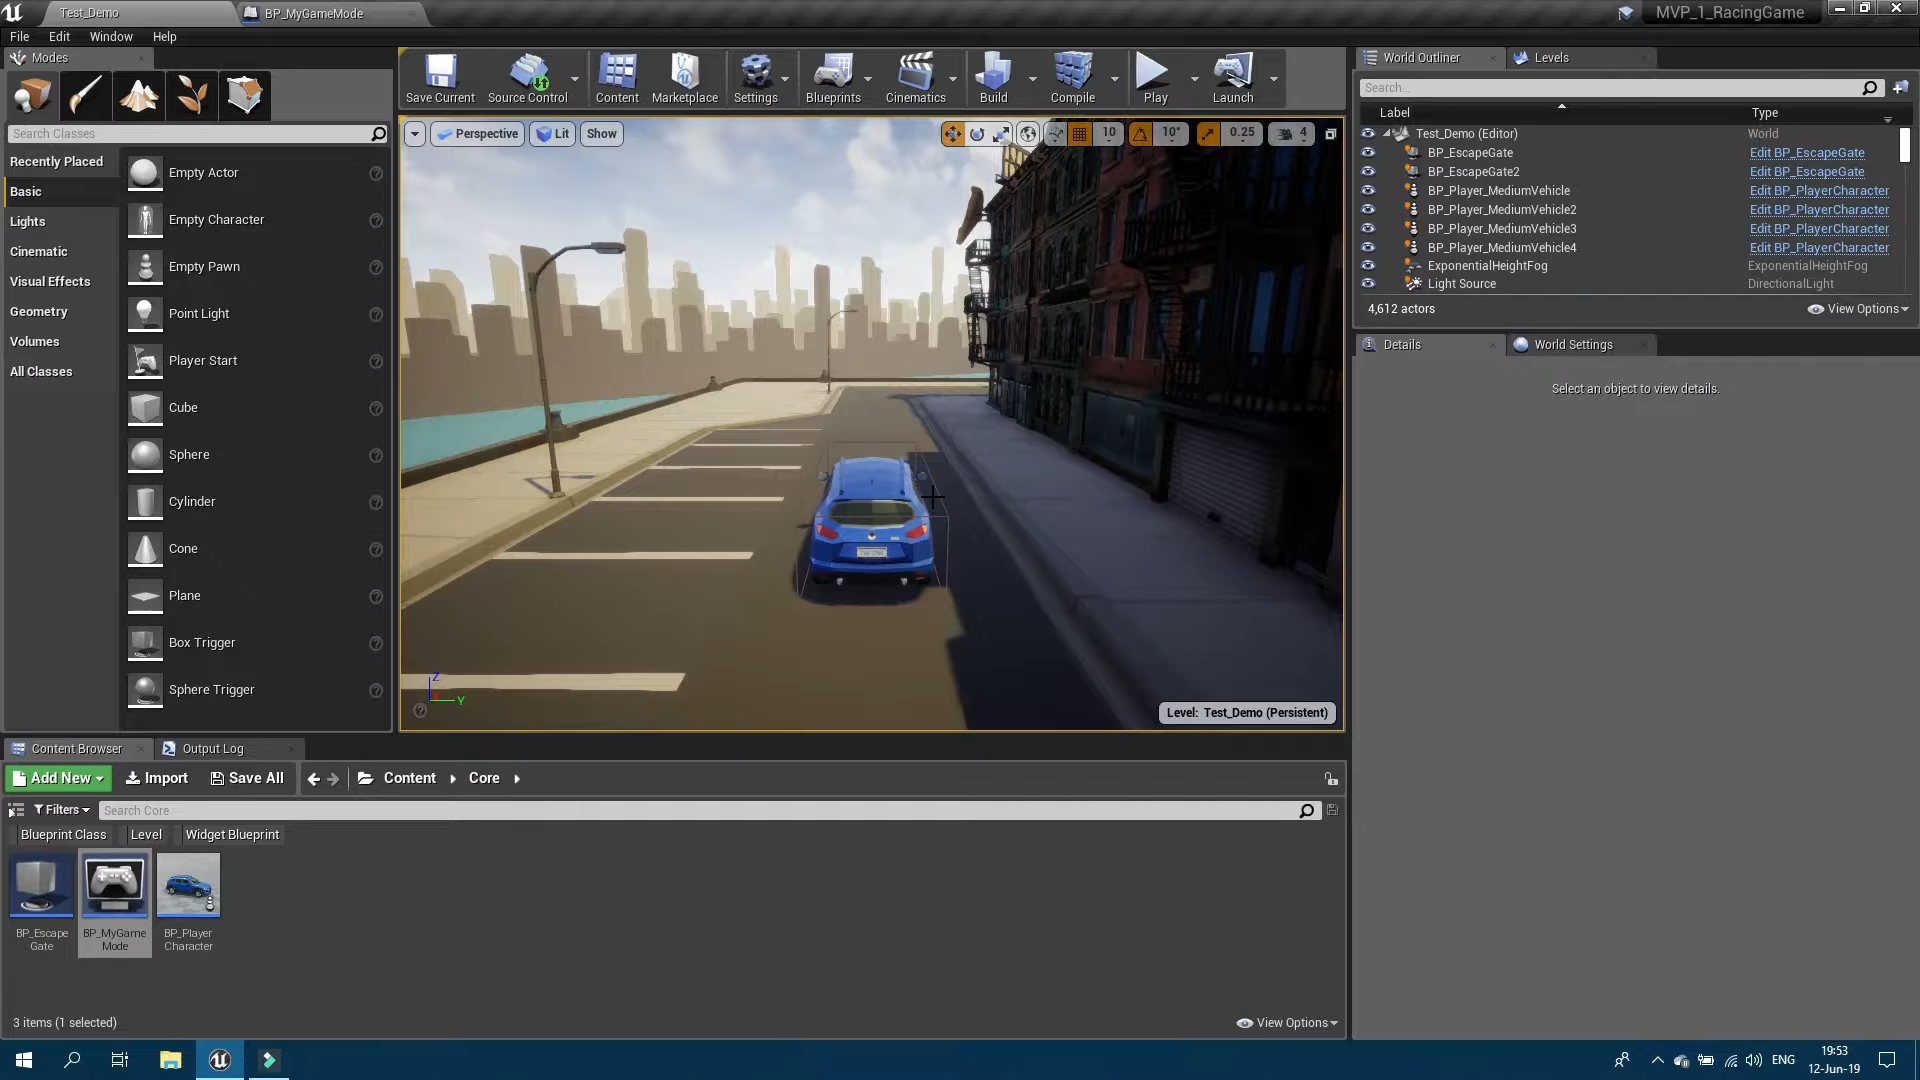 Test_Demo
BP_MyGameMode
MVP_1_RacingGame
File Edit Window Help
Modes
Search Classes
Recently Placed
Basic
Lights
Cinematic
Visual Effects
Geometry
Volumes
All Classes
Empty Actor
Empty Character
Empty Pawn
Point Light
Player Start
Cube
Sphere
Cylinder
Cone
Plane
Box Trigger
Sphere Trigger
Save Current
Source Control
Content
Marketplace
Settings
Blueprints
Cinematics
Build
Compile
Play
Launch
Perspective
Lit
Show
10
10°
0.25
4
Z
Y
Level: Test_Demo (Persistent)
World Outliner
Levels
Search...
Label Type
Test_Demo (Editor) World
BP_EscapeGate Edit BP_EscapeGate
BP_EscapeGate2 Edit BP_EscapeGate
BP_Player_MediumVehicle Edit BP_PlayerCharacter
BP_Player_MediumVehicle2 Edit BP_PlayerCharacter
BP_Player_MediumVehicle3 Edit BP_PlayerCharacter
BP_Player_MediumVehicle4 Edit BP_PlayerCharacter
ExponentialHeightFog ExponentialHeightFog
Light Source DirectionalLight
4,612 actors
View Options
Details
World Settings
Select an object to view details.
Content Browser
Output Log
Add New
Import
Save All
Content
Core
Filters
Search Core
Blueprint Class
Level
Widget Blueprint
BP_Escape
Gate
BP_MyGame
Mode
BP_Player
Character
3 items (1 selected)
View Options
ENG
19:53
12-Jun-19